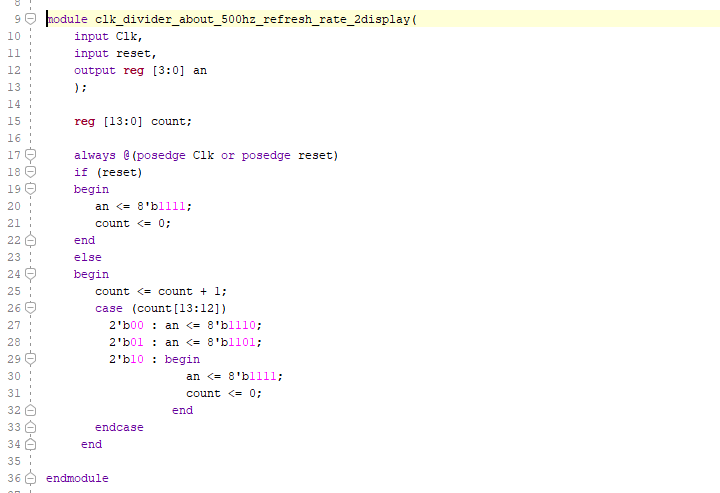 8
9 module clk_divider_about_500hz_refresh_rate_2display(
10 input Clk,
11 input reset,
12 output reg [3:0] an
13 );
14
15 reg [13:0] count;
16
17 always @(posedge Clk or posedge reset)
18 if (reset)
19 begin
20 an <= 8'b1111;
21 count <= 0;
22 end
23 else
24 begin
25 count <= count + 1;
26 case (count[13:12])
27 2'b00 : an <= 8'b1110;
28 2'b01 : an <= 8'b1101;
29 2'b10 : begin
30 an <= 8'b1111;
31 count <= 0;
32 end
33 endcase
34 end
35
36 endmodule